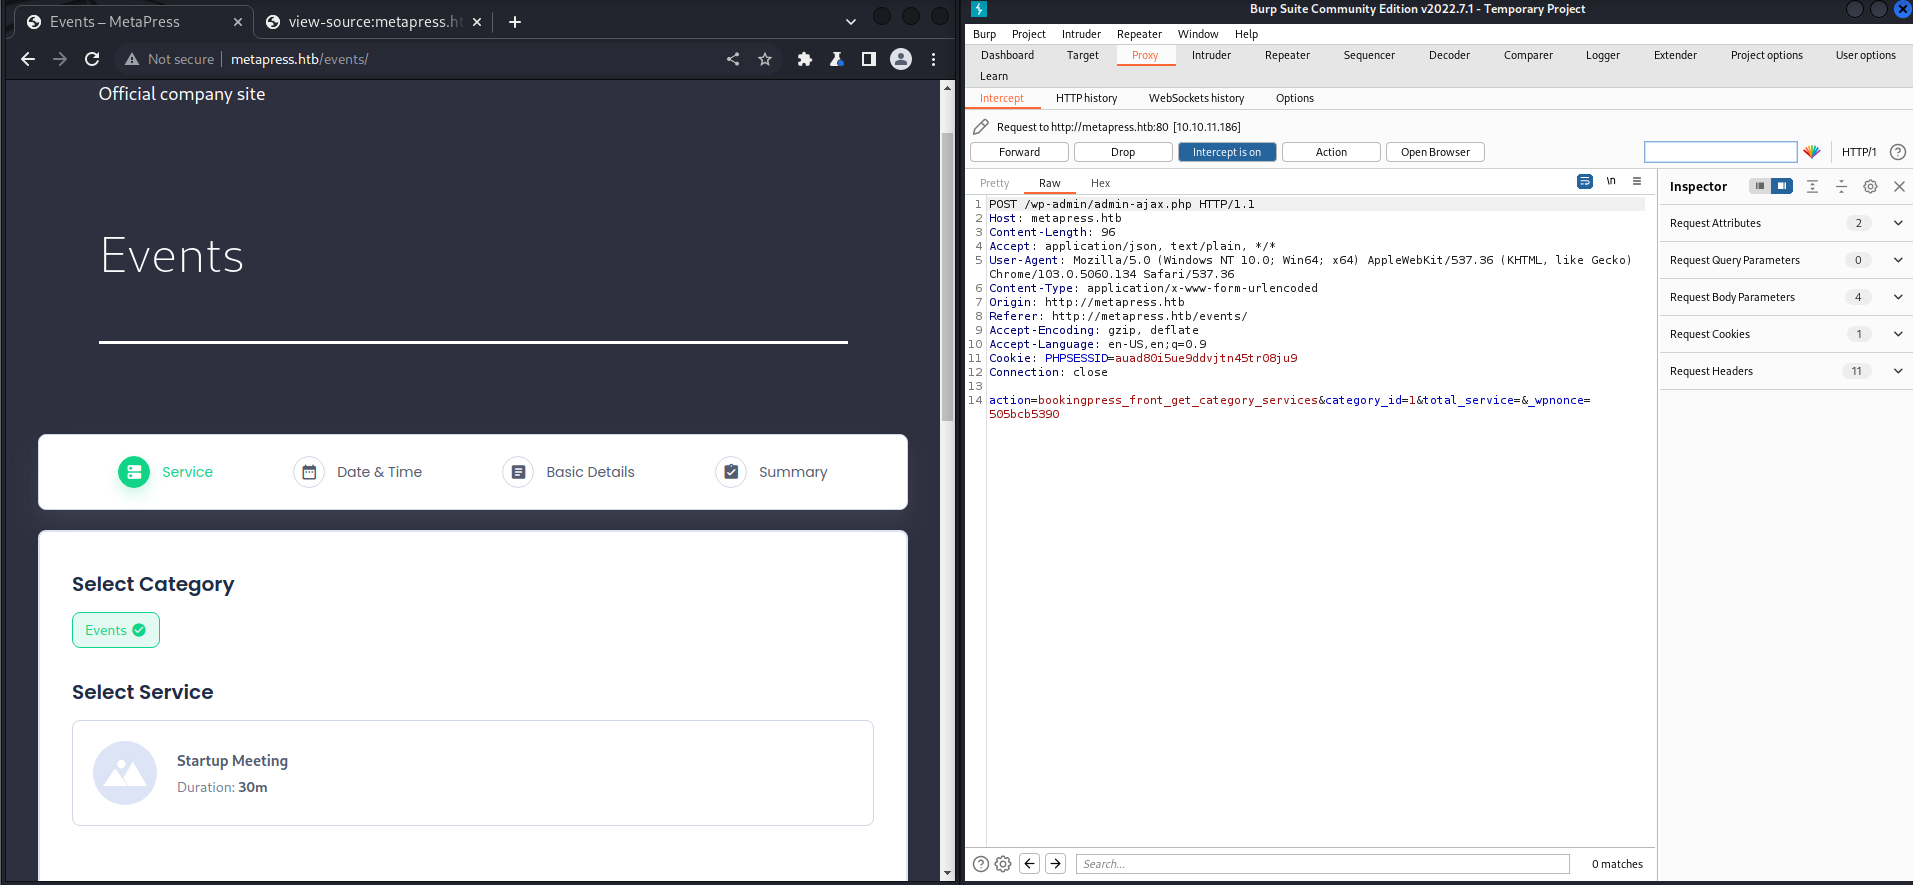 Events – MetaPress
view-source:metapress.ht
Not secure
metapress.htb/events/
Official company site
Events
Service
Date & Time
Basic Details
Summary
Select Category
Events
Select Service
Startup Meeting
Duration: 30m
Burp Suite Community Edition v2022.7.1 - Temporary Project
Burp Project Intruder Repeater Window Help
Dashboard Target Proxy Intruder Repeater Sequencer Decoder Comparer Logger Extender Project options User options
Learn
Intercept HTTP history WebSockets history Options
Request to http://metapress.htb:80 [10.10.11.186]
Forward Drop Intercept is on Action Open Browser HTTP/1 ?
Pretty Raw Hex \n
1 POST /wp-admin/admin-ajax.php HTTP/1.1
2 Host: metapress.htb
3 Content-Length: 96
4 Accept: application/json, text/plain, */*
5 User-Agent: Mozilla/5.0 (Windows NT 10.0; Win64; x64) AppleWebKit/537.36 (KHTML, like Gecko)
Chrome/103.0.5060.134 Safari/537.36
6 Content-Type: application/x-www-form-urlencoded
7 Origin: http://metapress.htb
8 Referer: http://metapress.htb/events/
9 Accept-Encoding: gzip, deflate
10 Accept-Language: en-US,en;q=0.9
11 Cookie: PHPSESSID=auad80i5ue9ddvjtn45tr08ju9
12 Connection: close
13
14 action=bookingpress_front_get_category_services&category_id=1&total_service=&_wpnonce=
505bcb5390
Inspector
Request Attributes 2
Request Query Parameters 0
Request Body Parameters 4
Request Cookies 1
Request Headers 11
? Search... 0 matches